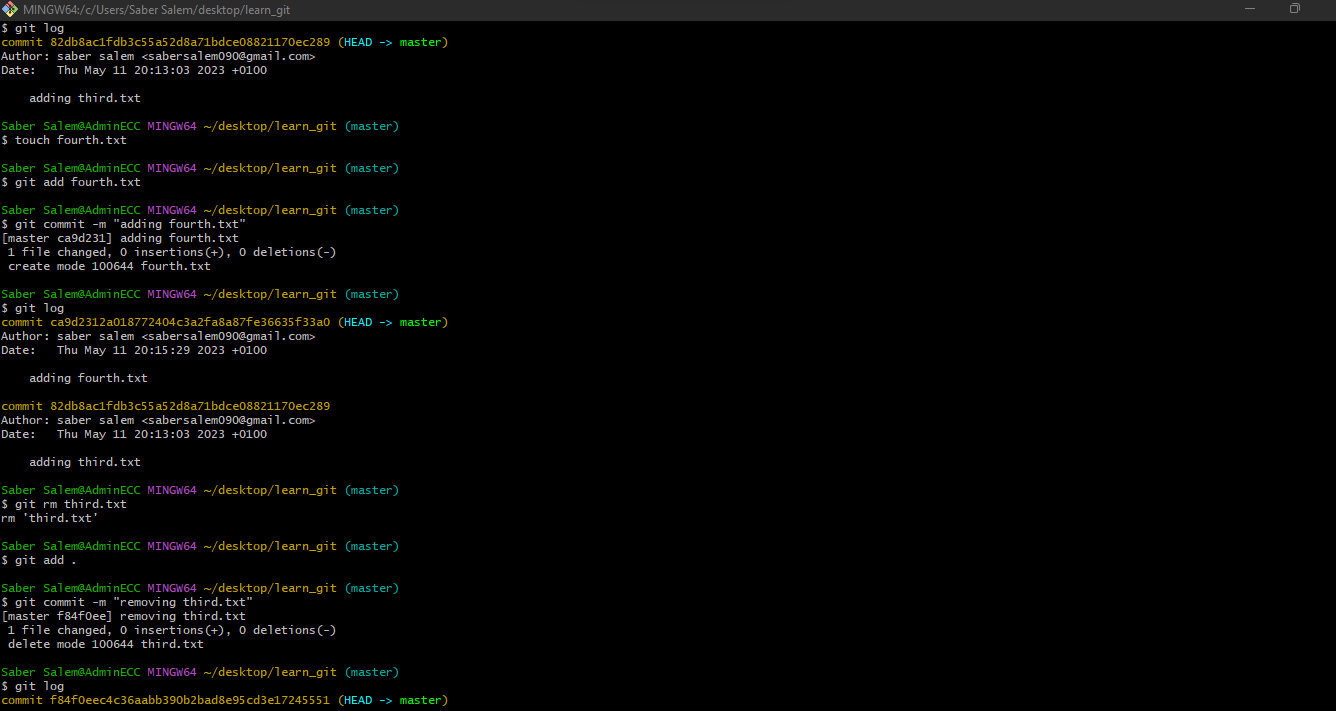 MINGW64:/c/Users/Saber Salem/desktop/learn_git
$ git log
commit 82db8ac1fdb3c55a52d8a71bdce08821170ec289 (HEAD -> master)
Author: saber salem <sabersalem090@gmail.com>
Date:   Thu May 11 20:13:03 2023 +0100
    adding third.txt
Saber Salem@AdminECC MINGW64 ~/desktop/learn_git (master)
$ touch fourth.txt
Saber Salem@AdminECC MINGW64 ~/desktop/learn_git (master)
$ git add fourth.txt
Saber Salem@AdminECC MINGW64 ~/desktop/learn_git (master)
$ git commit -m "adding fourth.txt"
[master ca9d231] adding fourth.txt
 1 file changed, 0 insertions(+), 0 deletions(-)
 create mode 100644 fourth.txt
Saber Salem@AdminECC MINGW64 ~/desktop/learn_git (master)
$ git log
commit ca9d2312a018772404c3a2fa8a87fe36635f33a0 (HEAD -> master)
Author: saber salem <sabersalem090@gmail.com>
Date:   Thu May 11 20:15:29 2023 +0100
    adding fourth.txt
commit 82db8ac1fdb3c55a52d8a71bdce08821170ec289
Author: saber salem <sabersalem090@gmail.com>
Date:   Thu May 11 20:13:03 2023 +0100
    adding third.txt
Saber Salem@AdminECC MINGW64 ~/desktop/learn_git (master)
$ git rm third.txt
rm 'third.txt'
Saber Salem@AdminECC MINGW64 ~/desktop/learn_git (master)
$ git add .
Saber Salem@AdminECC MINGW64 ~/desktop/learn_git (master)
$ git commit -m "removing third.txt"
[master f84f0ee] removing third.txt
 1 file changed, 0 insertions(+), 0 deletions(-)
 delete mode 100644 third.txt
Saber Salem@AdminECC MINGW64 ~/desktop/learn_git (master)
$ git log
commit f84f0eec4c36aabb390b2bad8e95cd3e17245551 (HEAD -> master)